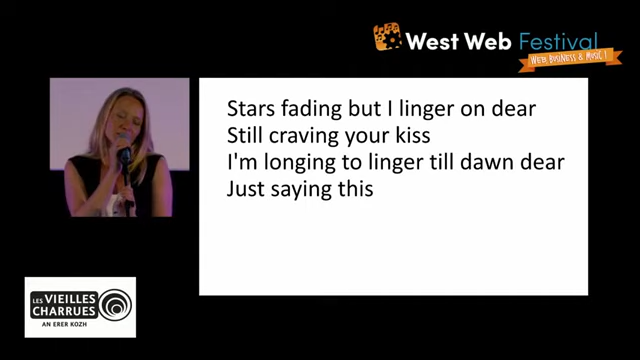 West Web Festival
WEB, BUSINESS & MUSIC !
Stars fading but I linger on dear
Still craving your kiss
I'm longing to linger till dawn dear
Just saying this
LES VIEILLES
CHARRUES
AN ERER KOZH